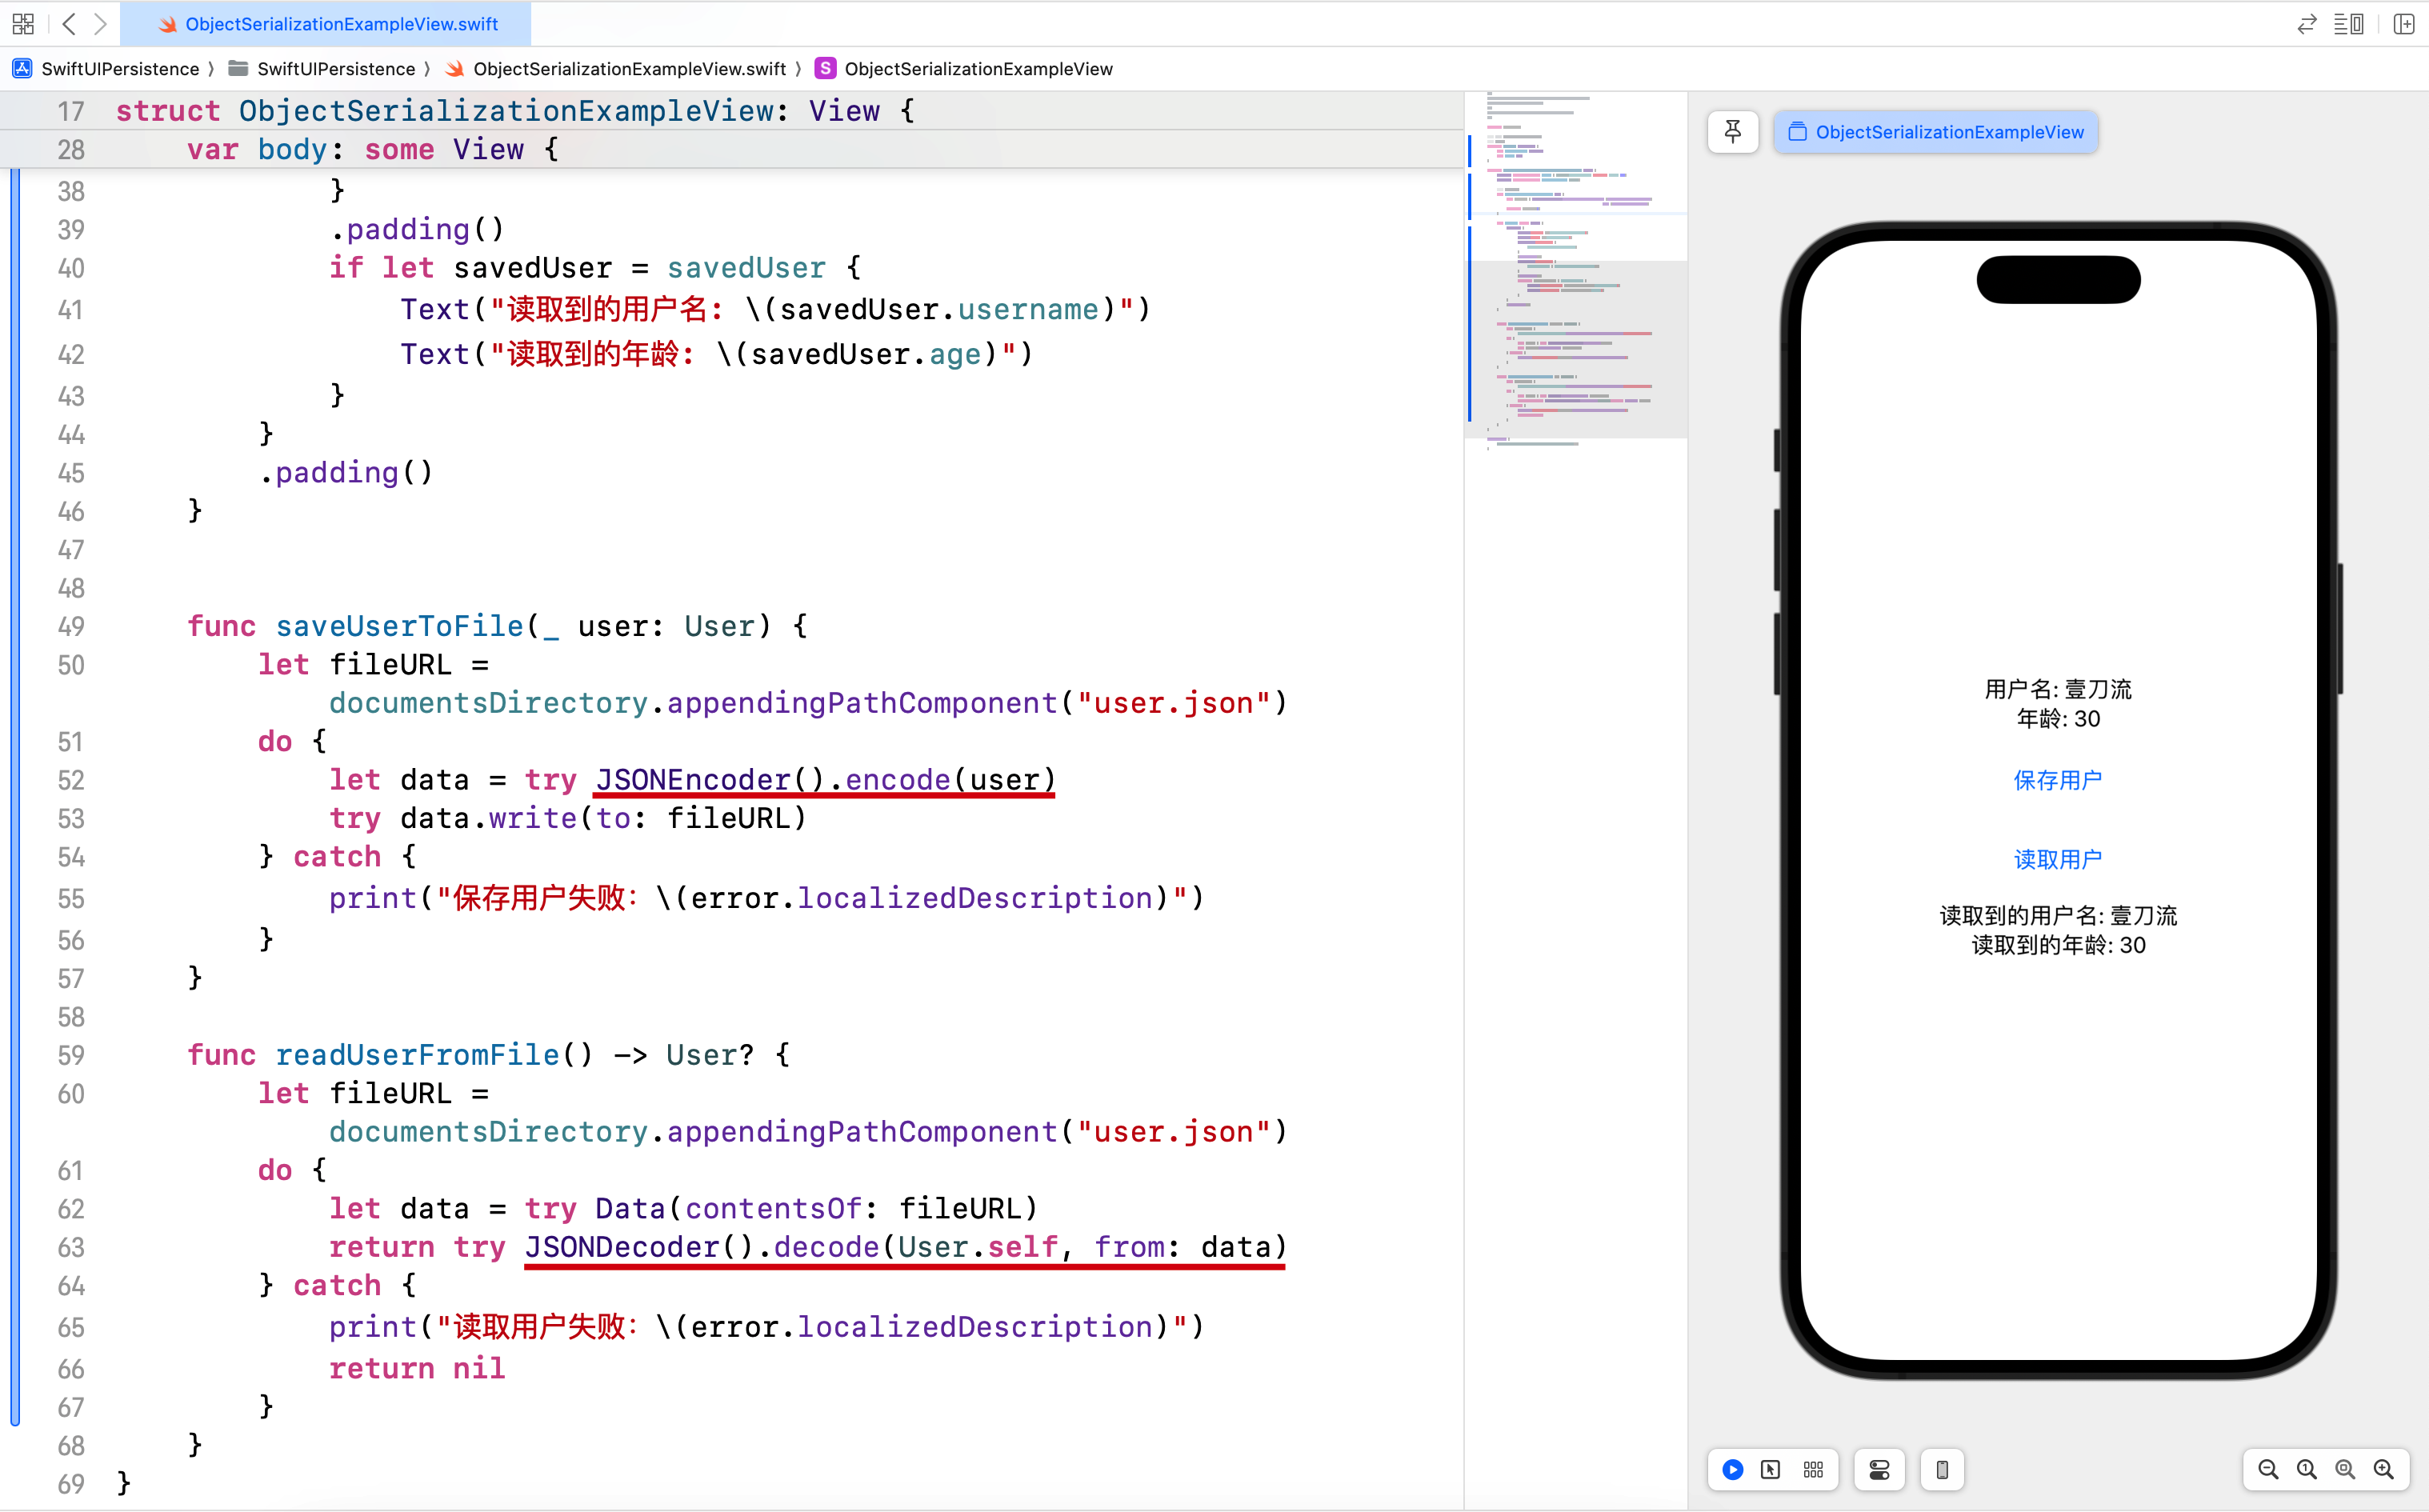 ObjectSerializationExampleView.swift
SwiftUIPersistence 〉 SwiftUIPersistence 〉 ObjectSerializationExampleView.swift 〉 S ObjectSerializationExampleView
17 struct ObjectSerializationExampleView: View {
28 var body: some View {
38 }
39 .padding()
40 if let savedUser = savedUser {
41 Text("读取到的用户名: \(savedUser.username)")
42 Text("读取到的年龄: \(savedUser.age)")
43 }
44 }
45 .padding()
46 }
47
48
49 func saveUserToFile(_ user: User) {
50 let fileURL =
documentsDirectory.appendingPathComponent("user.json")
51 do {
52 let data = try JSONEncoder().encode(user)
53 try data.write(to: fileURL)
54 } catch {
55 print("保存用户失败: \(error.localizedDescription)")
56 }
57 }
58
59 func readUserFromFile() -> User? {
60 let fileURL =
documentsDirectory.appendingPathComponent("user.json")
61 do {
62 let data = try Data(contentsOf: fileURL)
63 return try JSONDecoder().decode(User.self, from: data)
64 } catch {
65 print("读取用户失败: \(error.localizedDescription)")
66 return nil
67 }
68 }
69 }
ObjectSerializationExampleView
用户名: 壹刀流
年龄: 30
保存用户
读取用户
读取到的用户名: 壹刀流
读取到的年龄: 30